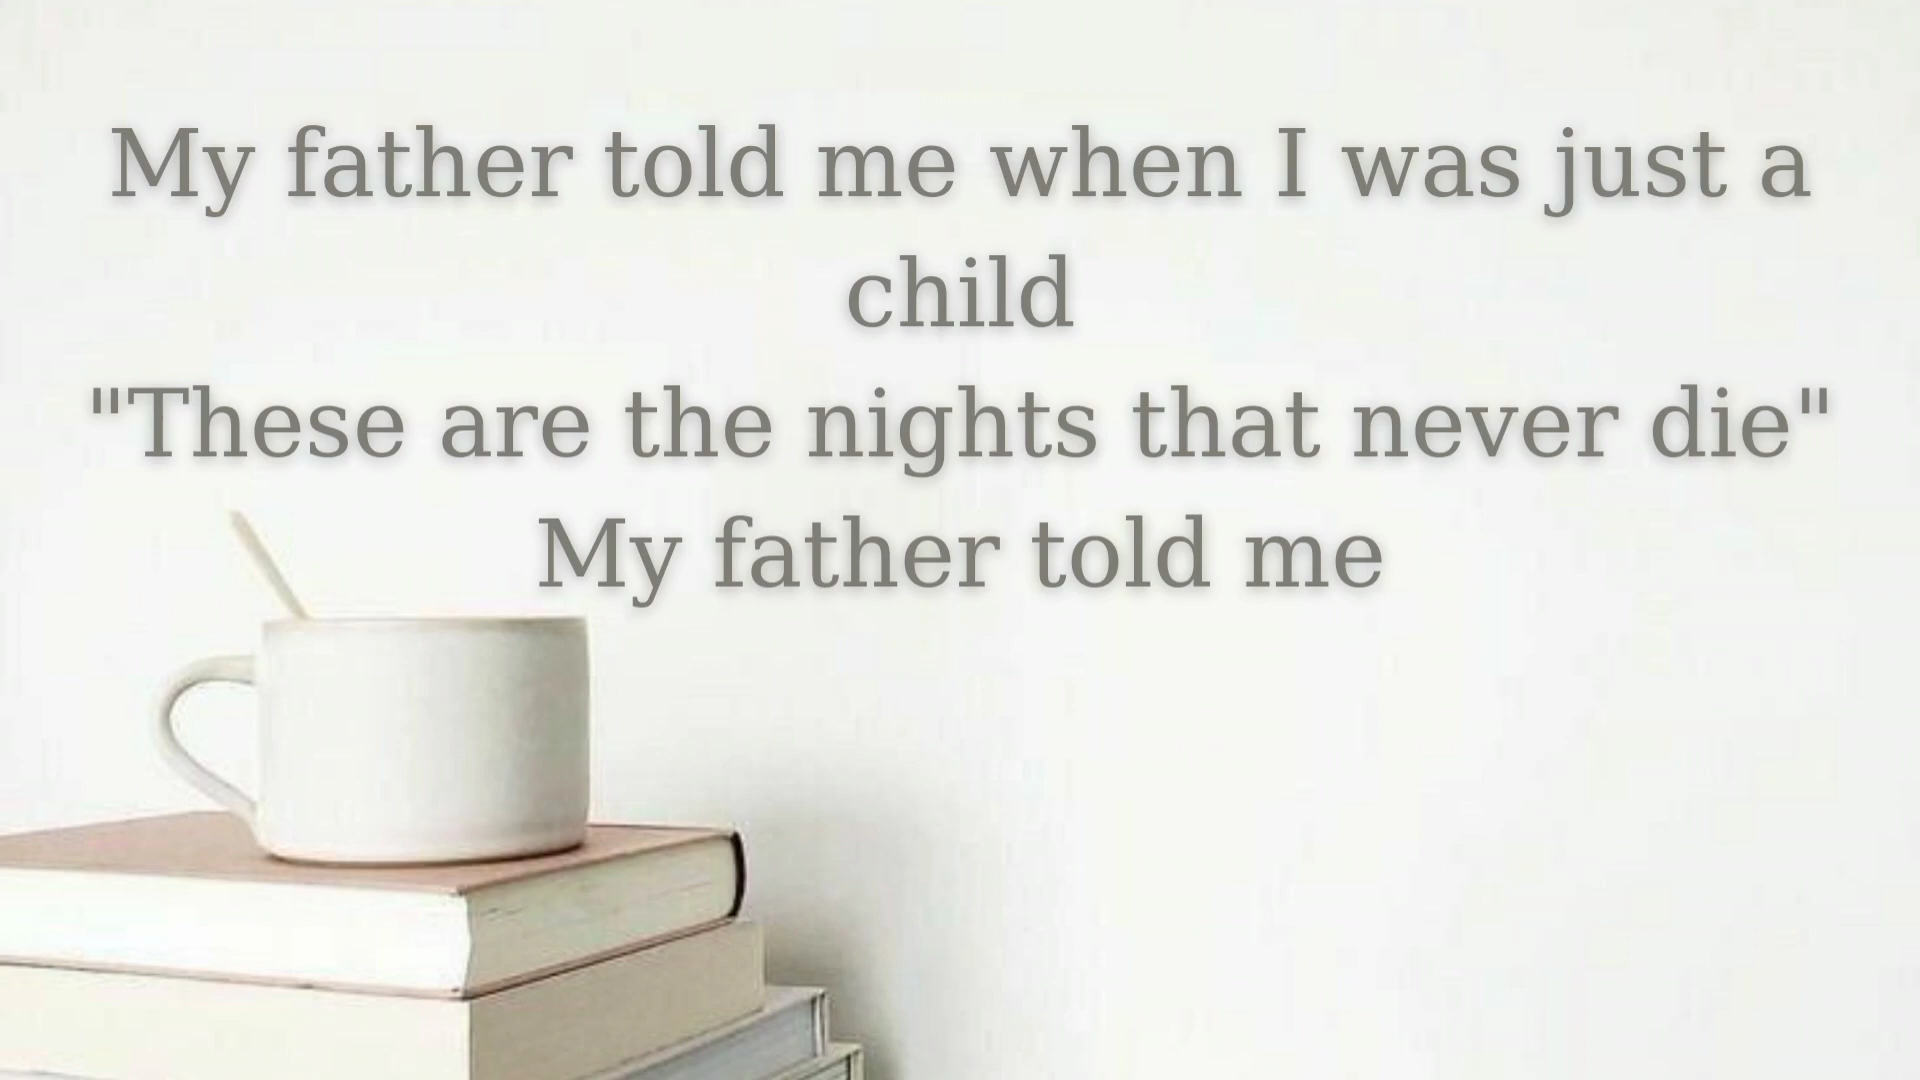 My father told me when I was just a
child
"These are the nights that never die"
My father told me